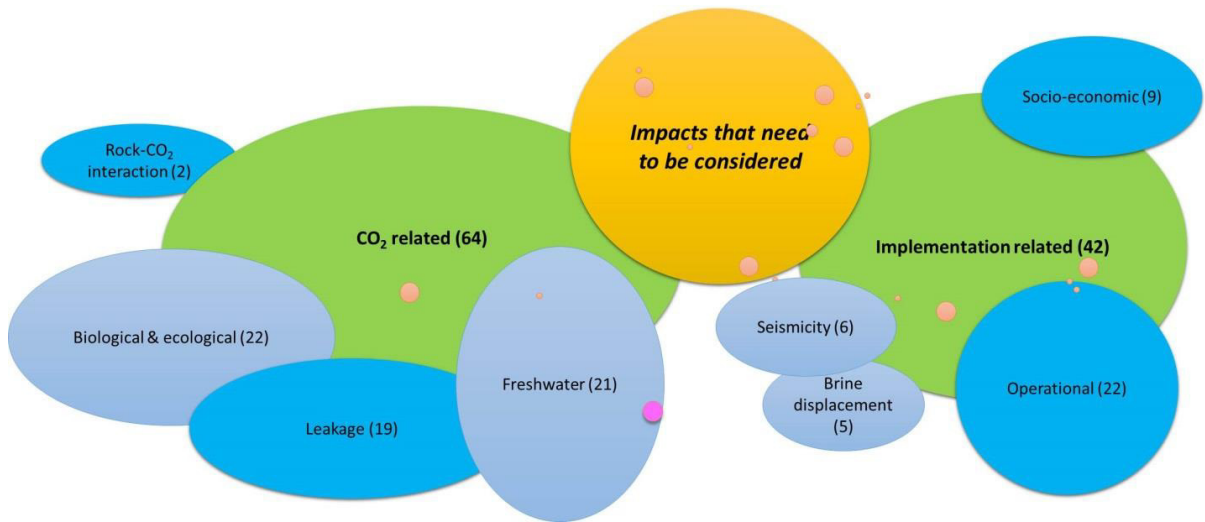 Impacts that need
to be considered
Socio-economic (9)
Rock-CO₂
interaction (2)
CO₂ related (64)
Implementation related (42)
Biological & ecological (22)
Seismicity (6)
Freshwater (21)
Brine
displacement
(5)
Operational (22)
Leakage (19)